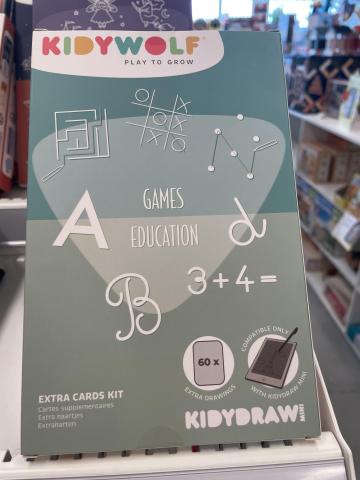 KIDYWOLF
PLAY TO GROW
GAMES
EDUCATION
A
d
B
3+4=
60 x
EXTRA DRAWINGS
COMPATIBLE ONLY
WITH KIDYDRAW MINI
EXTRA CARDS KIT
Cartes supplémentaires
Extra kaartjes
Extrakarten
KIDYDRAW MINI